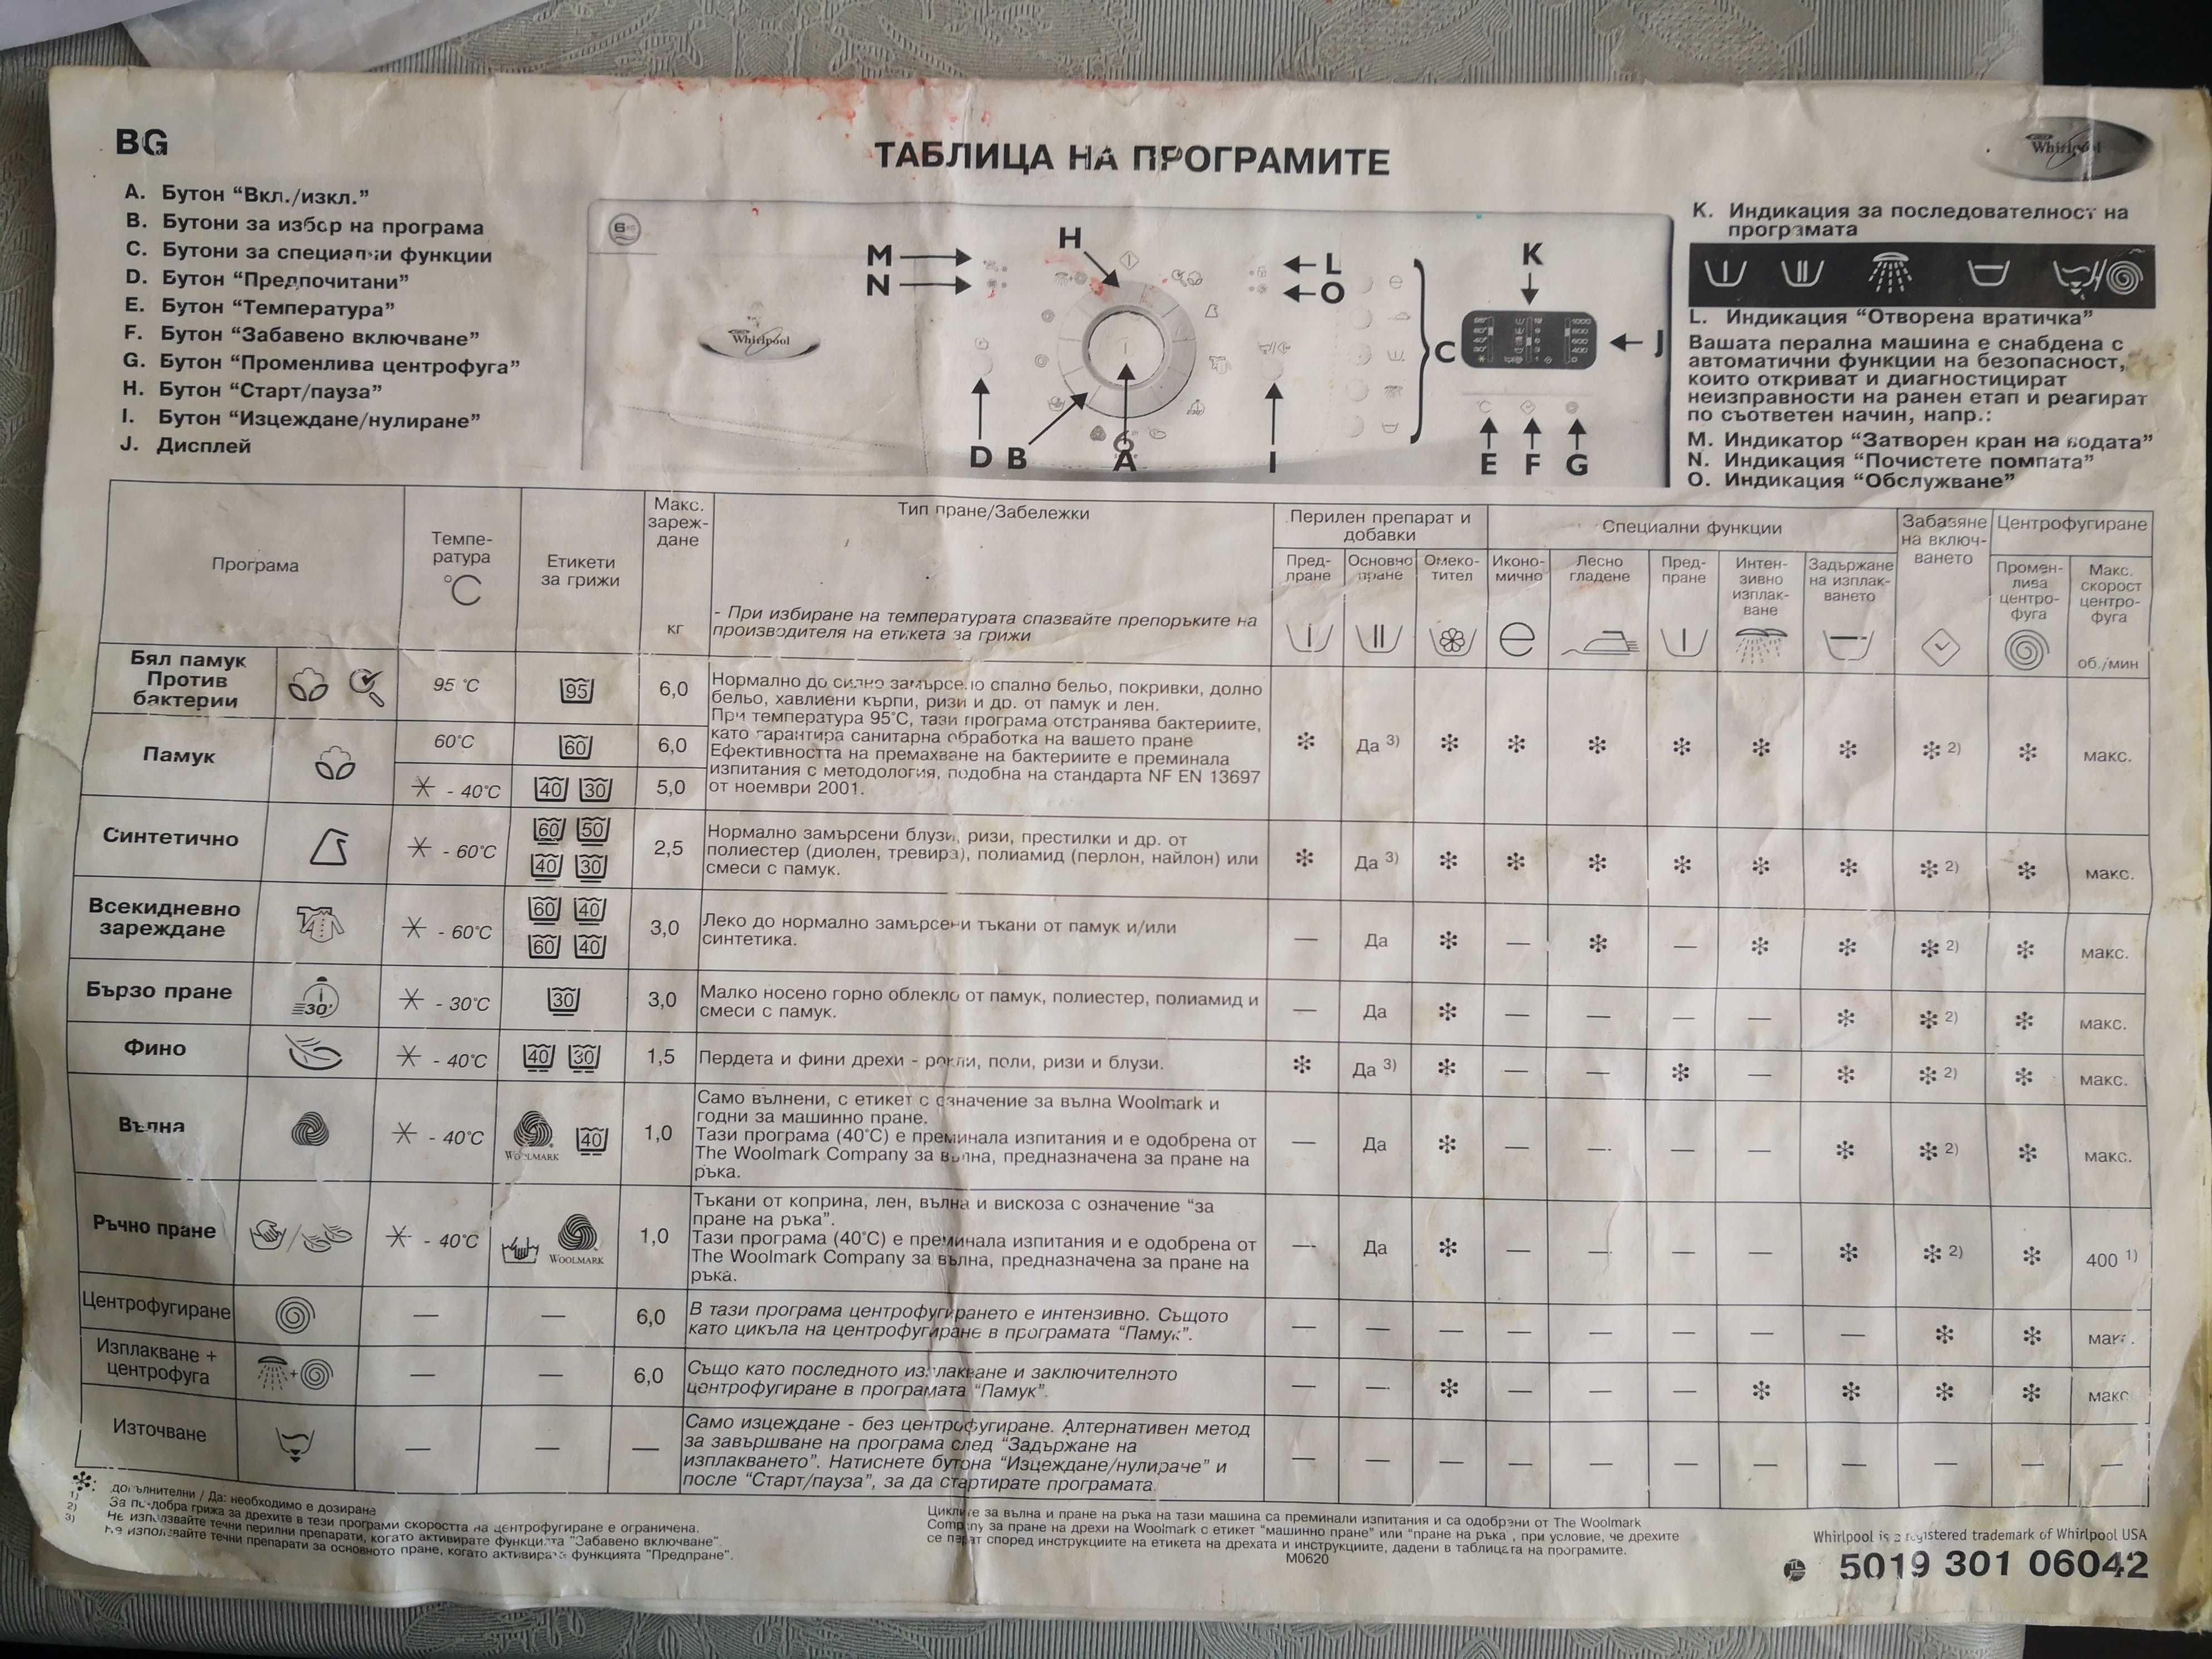 BG
ТАБЛИЦА НА ПРОГРАМИТЕ
Whirlpool
A. Бутон “Вкл./изкл.”
B. Бутони за избор на програма
C. Бутони за специални функции
D. Бутон “Предпочитани”
E. Бутон “Температура”
F. Бутон “Забавено включване”
G. Бутон “Променлива центрофуга”
H. Бутон “Старт/пауза”
I. Бутон “Изцеждане/нулиране”
J. Дисплей
M
N
H
L
O
K
Whirlpool
C
J
D B A I E F G
K. Индикация за последователност на
програмата
L. Индикация “Отворена вратичка”
Вашата перална машина е снабдена с
автоматични функции на безопасност,
които откриват и диагностицират
неизправности на ранен етап и реагират
по съответен начин, напр.:
M. Индикатор “Затворен кран на водата”
N. Индикация “Почистете помпата”
O. Индикация “Обслужване”
Програма
Темпе-
ратура
°C
Етикети
за грижи
Макс.
зареж-
дане
кг
Тип пране/Забележки
- При избиране на температурата спазвайте препоръките на
производителя на етикета за грижи
Перилен препарат и
добавки
Пред-
пране
Основно
пране
Омеко-
тител
Специални функции
Иконо-
мично
Лесно
гладене
Пред-
пране
Интен-
зивно
изплак-
ване
Задържане
на изплак-
ването
Забавяне
на включ-
ването
Центрофугиране
Промен-
лива
центро-
фуга
Макс.
скорост
центро-
фуга
об./мин
Бял памук
Против
бактерии
95 °C 95 6,0
Нормално до силно замърсено спално бельо, покривки, долно
бельо, хавлиени кърпи, ризи и др. от памук и лен.
При температура 95°C, тази програма отстранява бактериите,
като гарантира санитарна обработка на вашето пране
Ефективността на премахване на бактериите е преминала
изпитания с методология, подобна на стандарта NF EN 13697
от ноември 2001.
Памук
60°C 60 6,0
✻ - 40°C 40 30 5,0
✻ Да 3) ✻ ✻ ✻ ✻ ✻ ✻ ✻ 2) ✻ макс.
Синтетично ✻ - 60°C 60 50 40 30 2,5
Нормално замърсени блузи, ризи, престилки и др. от
полиестер (диолен, тревира), полиамид (перлон, найлон) или
смеси с памук.
✻ Да 3) ✻ ✻ ✻ ✻ ✻ ✻ ✻ 2) ✻ макс.
Всекидневно
зареждане
✻ - 60°C 60 40 60 40 3,0
Леко до нормално замърсени тъкани от памук и/или
синтетика.
— Да ✻ — ✻ — ✻ ✻ ✻ 2) ✻ макс.
Бързо пране 30' ✻ - 30°C 30 3,0
Малко носено горно облекло от памук, полиестер, полиамид и
смеси с памук.
— Да ✻ — — — — ✻ ✻ 2) ✻ макс.
Фино ✻ - 40°C 40 30 1,5
Пердета и фини дрехи - рокли, поли, ризи и блузи.
✻ Да 3) ✻ — — ✻ — ✻ ✻ 2) ✻ макс.
Вълна ✻ - 40°C WOOLMARK 40 1,0
Само вълнени, с етикет с означение за вълна Woolmark и
годни за машинно пране.
Тази програма (40°C) е преминала изпитания и е одобрена от
The Woolmark Company за вълна, предназначена за пране на
ръка.
— Да ✻ — — — — ✻ ✻ 2) ✻ макс.
Ръчно пране ✻ - 40°C WOOLMARK 1,0
Тъкани от коприна, лен, вълна и вискоза с означение “за
пране на ръка”.
Тази програма (40°C) е преминала изпитания и е одобрена от
The Woolmark Company за вълна, предназначена за пране на
ръка.
— Да ✻ — — — — ✻ ✻ 2) ✻ 400 1)
Центрофугиране — — 6,0
В тази програма центрофугирането е интензивно. Същото
като цикъла на центрофугиране в програмата “Памук”.
— — — — — — — — ✻ ✻ макс.
Изплакване +
центрофуга
— — 6,0
Също като последното изплакване и заключителното
центрофугиране в програмата “Памук”.
— — ✻ — — — ✻ ✻ ✻ ✻ макс
Източване — — —
Само изцеждане - без центрофугиране. Алтернативен метод
за завършване на програма след “Задържане на
изплакването”. Натиснете бутона “Изцеждане/нулираче” и
после “Старт/пауза”, за да стартирате програмата.
— — — — — — — — — — —
✻: допълнителни / Да: необходимо е дозиране
1) За по-добра грижа за дрехите в тези програми скоростта на центрофугиране е ограничена.
2) Не използвайте течни перилни препарати, когато активирате функцията "Забавено включване".
3) Не използвайте течни препарати за основното пране, когато активирате функцията "Предпране".
Циклите за вълна и пране на ръка на тази машина са преминали изпитания и са одобрени от The Woolmark
Company за пране на дрехи на Woolmark с етикет “машинно пране” или “пране на ръка”, при условие, че дрехите
се перат според инструкциите на етикета на дрехата и инструкциите, дадени в таблицата на програмите.
M0620
Whirlpool is a registered trademark of Whirlpool USA
5019 301 06042